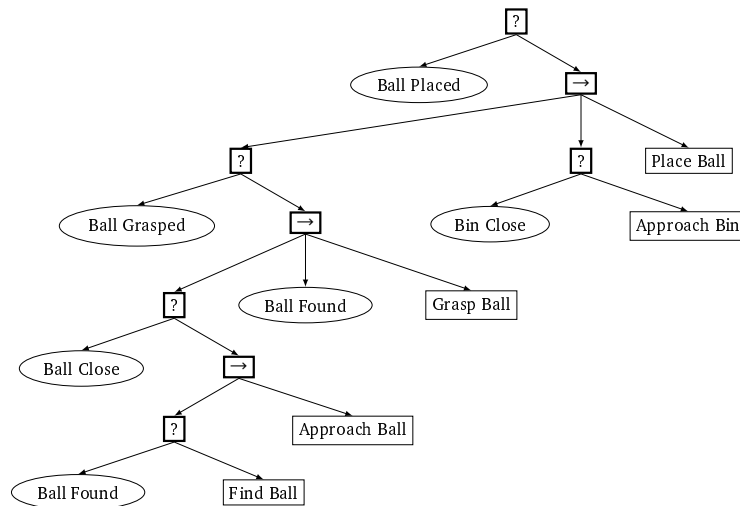 ?
Ball Placed
→
?
?
Place Ball
Ball Grasped
→
Bin Close
Approach Bin
?
Ball Found
Grasp Ball
Ball Close
→
?
Approach Ball
Ball Found
Find Ball